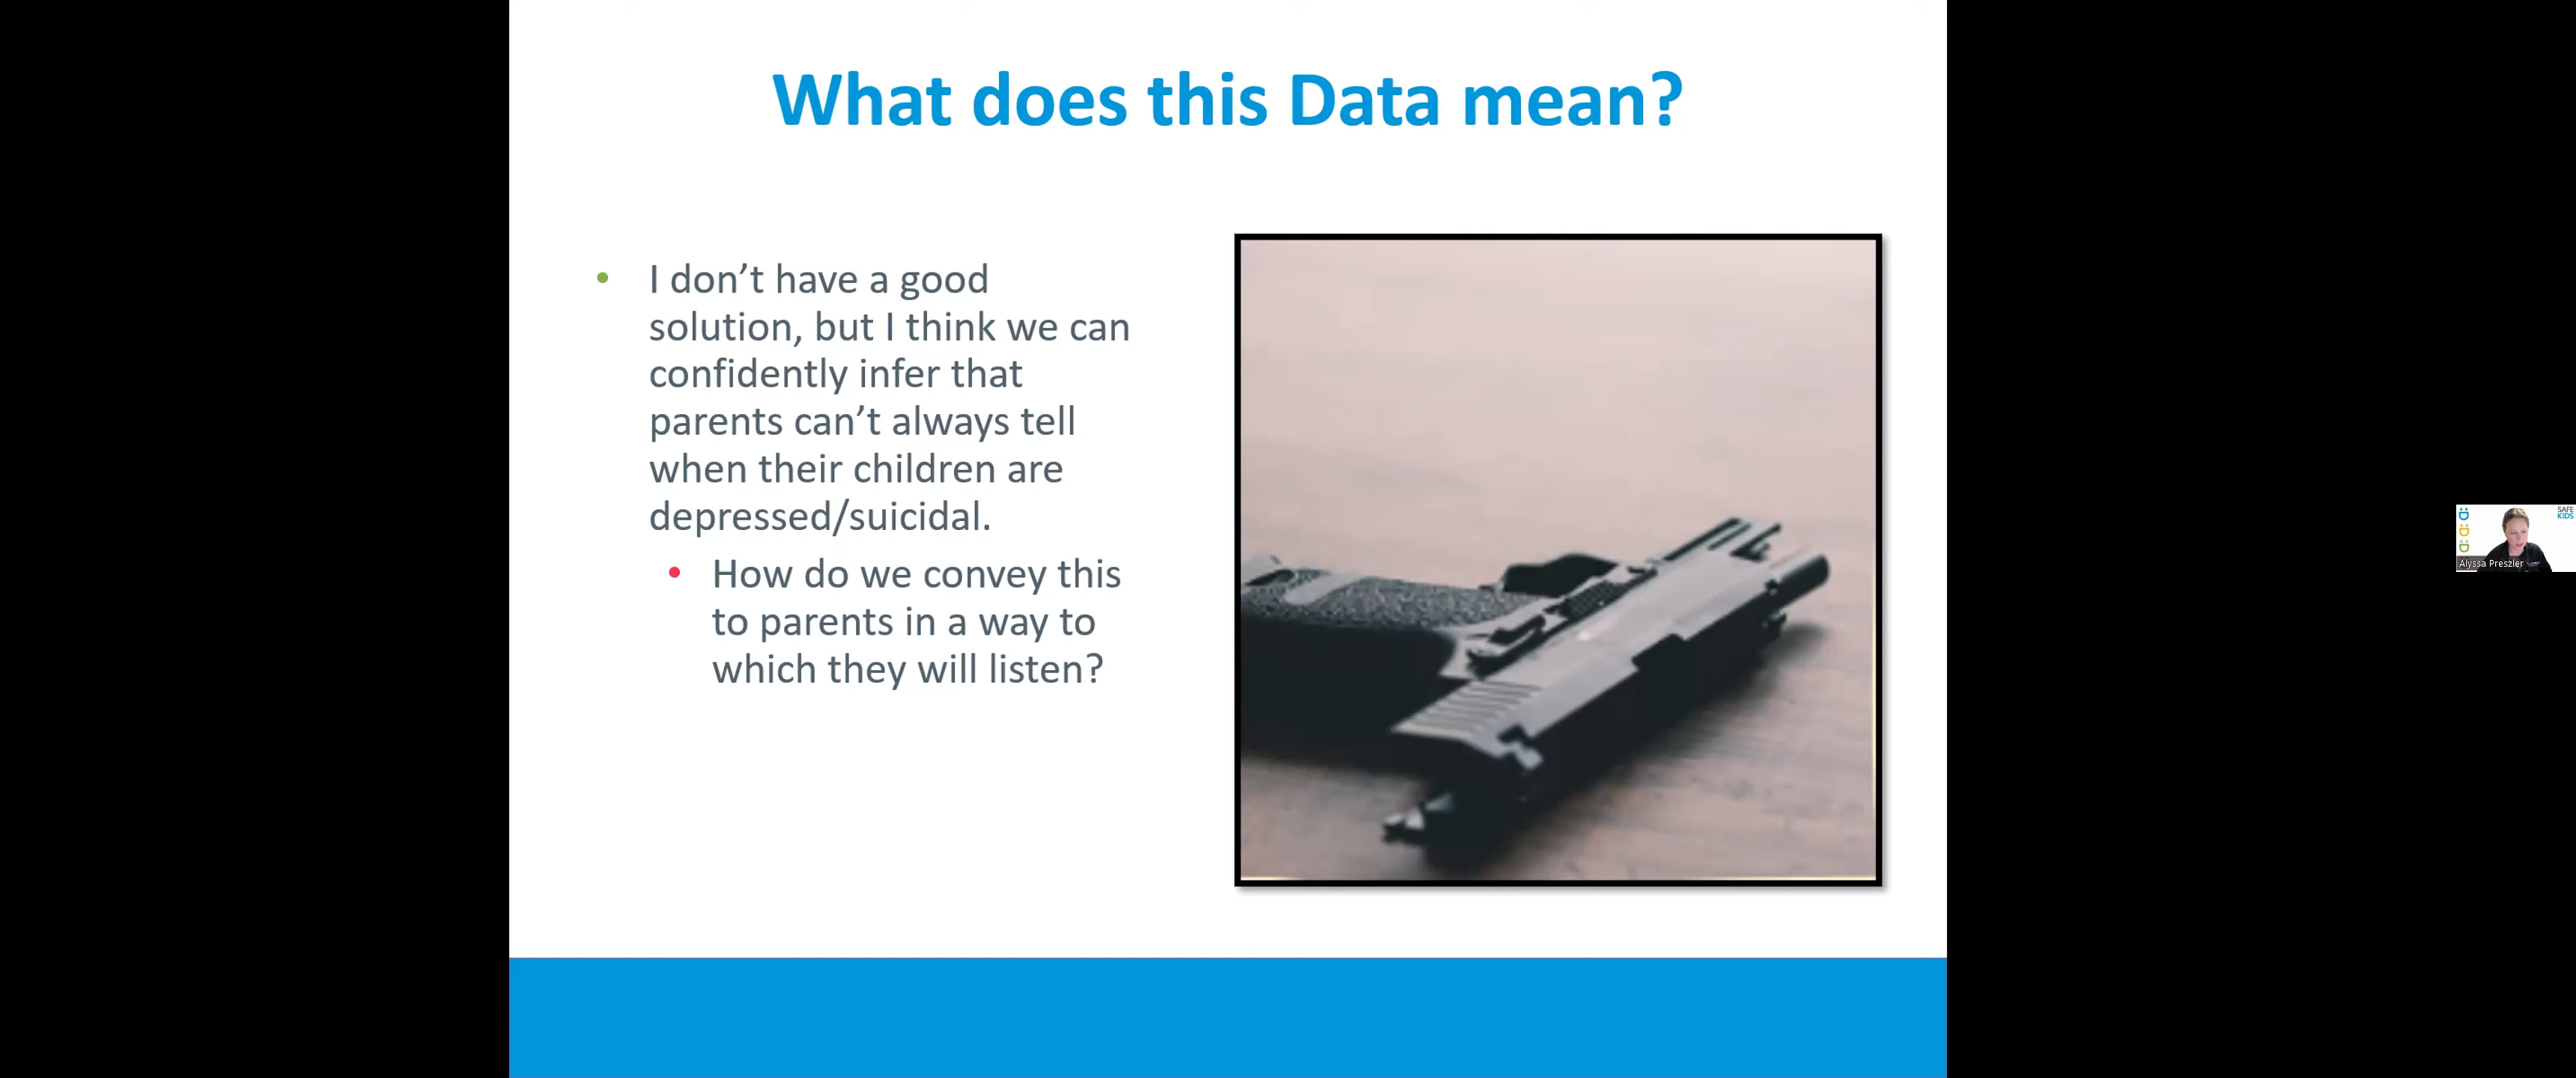 What does this Data mean?
• I don’t have a good
solution, but I think we can
confidently infer that
parents can’t always tell
when their children are
depressed/suicidal.
• How do we convey this
to parents in a way to
which they will listen?
SAFE
KIDS
:D :D :D
Alyssa Preszler